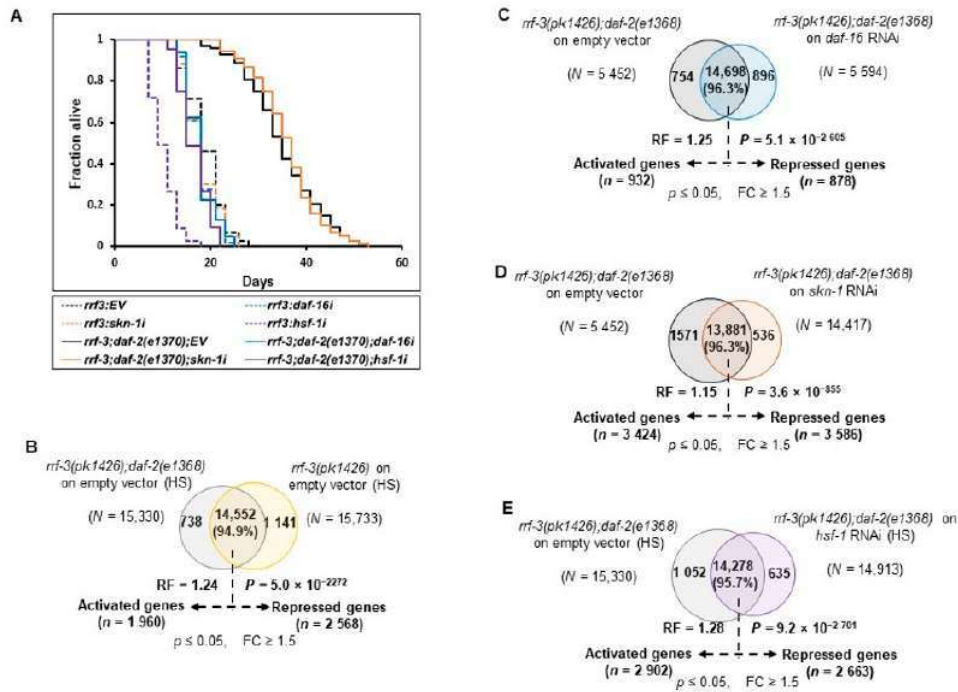 A
1
0.8
0.6
0.4
0.2
0
Fraction alive
0 20 40 60
Days
rrf3:EV
rrf3:daf-16i
rrf3:skn-1i
rrf3:hsf-1i
rrf-3;daf-2(e1370);EV
rrf-3;daf-2(e1370);daf-16i
rrf-3;daf-2(e1370);skn-1i
rrf-3;daf-2(e1370);hsf-1i
B
rrf-3(pk1426);daf-2(e1368)
on empty vector (HS)
rrf-3(pk1426) on
empty vector (HS)
(N = 15,330)
738
14,552
(94.9%)
1 141
(N = 15,733)
RF = 1.24
P = 5.0 × 10–2272
Activated genes
(n = 1 960)
Repressed genes
(n = 2 568)
p ≤ 0.05, FC ≥ 1.5
C
rrf-3(pk1426);daf-2(e1368)
on empty vector
rrf-3(pk1426);daf-2(e1368)
on daf-16 RNAi
(N = 5 452)
754
14,698
(96.3%)
896
(N = 5 594)
RF = 1.25
P = 5.1 × 10–2 605
Activated genes
(n = 932)
Repressed genes
(n = 878)
p ≤ 0.05, FC ≥ 1.5
D
rrf-3(pk1426);daf-2(e1368)
on empty vector
rrf-3(pk1426);daf-2(e1368)
on skn-1 RNAi
(N = 5 452)
1571
13,881
(96.3%)
536
(N = 14,417)
RF = 1.15
P = 3.6 × 10–855
Activated genes
(n = 3 424)
Repressed genes
(n = 3 586)
p ≤ 0.05, FC ≥ 1.5
E
rrf-3(pk1426);daf-2(e1368)
on empty vector (HS)
rrf-3(pk1426);daf-2(e1368) on
hsf-1 RNAi (HS)
(N = 15,330)
1 052
14,278
(95.7%)
635
(N = 14,913)
RF = 1.28
P = 9.2 × 10–2 701
Activated genes
(n = 2 902)
Repressed genes
(n = 2 663)
p ≤ 0.05, FC ≥ 1.5